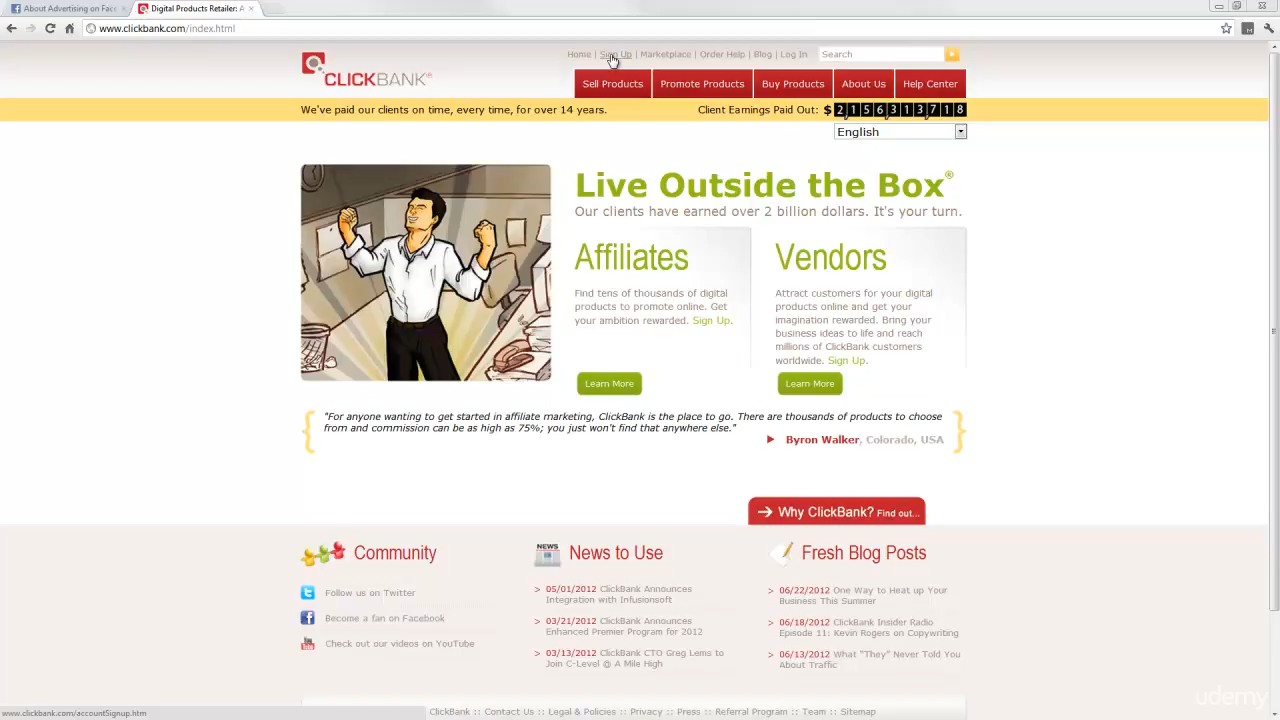 About Advertising on Fac
Digital Products Retailer: A
www.clickbank.com/index.html
Home | Sign Up | Marketplace | Order Help | Blog | Log In
Search
CLICKBANK®
Sell Products
Promote Products
Buy Products
About Us
Help Center
We've paid our clients on time, every time, for over 14 years.
Client Earnings Paid Out: $ 2,156,313,718
English
Live Outside the Box®
Our clients have earned over 2 billion dollars. It's your turn.
Affiliates
Find tens of thousands of digital
products to promote online. Get
your ambition rewarded. Sign Up.
Learn More
Vendors
Attract customers for your digital
products online and get your
imagination rewarded. Bring your
business ideas to life and reach
millions of ClickBank customers
worldwide. Sign Up.
Learn More
"For anyone wanting to get started in affiliate marketing, ClickBank is the place to go. There are thousands of products to choose
from and commission can be as high as 75%; you just won't find that anywhere else."
Byron Walker, Colorado, USA
Why ClickBank? Find out...
Community
Follow us on Twitter
Become a fan on Facebook
Check out our videos on YouTube
NEWS
News to Use
> 05/01/2012 ClickBank Announces
Integration with Infusionsoft
> 03/21/2012 ClickBank Announces
Enhanced Premier Program for 2012
> 03/13/2012 ClickBank CTO Greg Lems to
Join C-Level @ A Mile High
Fresh Blog Posts
> 06/22/2012 One Way to Heat up Your
Business This Summer
> 06/18/2012 ClickBank Insider Radio
Episode 11: Kevin Rogers on Copywriting
> 06/13/2012 What "They" Never Told You
About Traffic
ClickBank :: Contact Us :: Legal & Policies :: Privacy :: Press :: Referral Program :: Team :: Sitemap
www.clickbank.com/accountSignup.htm
udemy